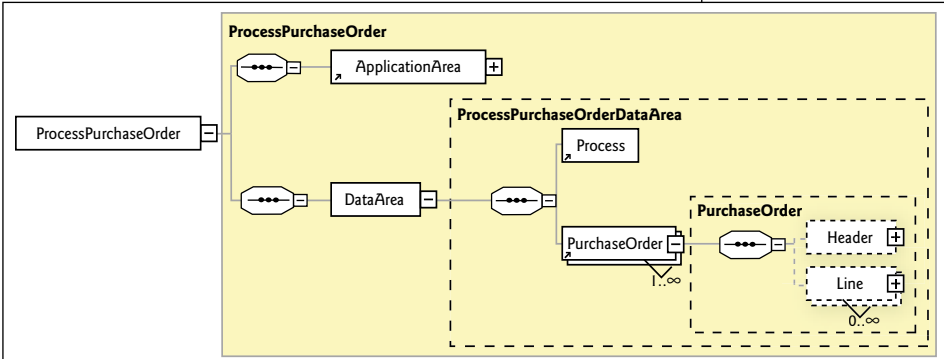 ProcessPurchaseOrder
ApplicationArea
ProcessPurchaseOrderDataArea
Process
ProcessPurchaseOrder
DataArea
PurchaseOrder
PurchaseOrder
Header
1..∞
Line
0..∞